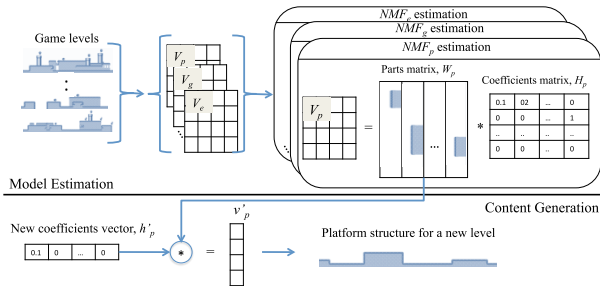 NMF_e estimation
NMF_g estimation
NMF_p estimation
Game levels
V_p
V_g
V_e
Parts matrix, W_p
Coefficients matrix, H_p
V_p
=
...
*
0.1 02 ... 0
0 0 ... 1
.. .. .. 0
0 0 .. 0
Model Estimation
Content Generation
New coefficients vector, h'_p
v'_p
Platform structure for a new level
0.1 0 ... 0
*
=